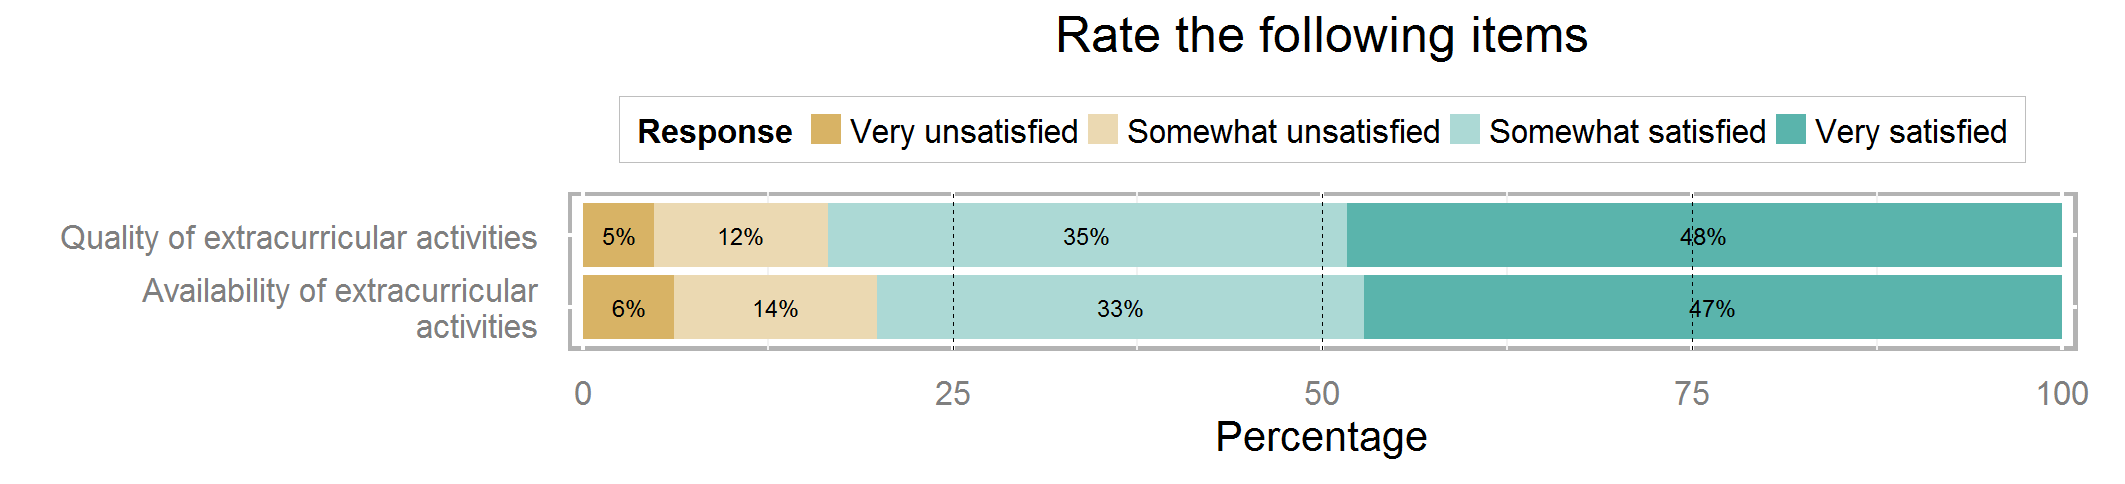 Rate the following items
Response Very unsatisfied Somewhat unsatisfied Somewhat satisfied Very satisfied
Quality of extracurricular activities 5% 12% 35% 48%
Availability of extracurricular
activities
6% 14% 33% 47%
0 25 50 75 100
Percentage